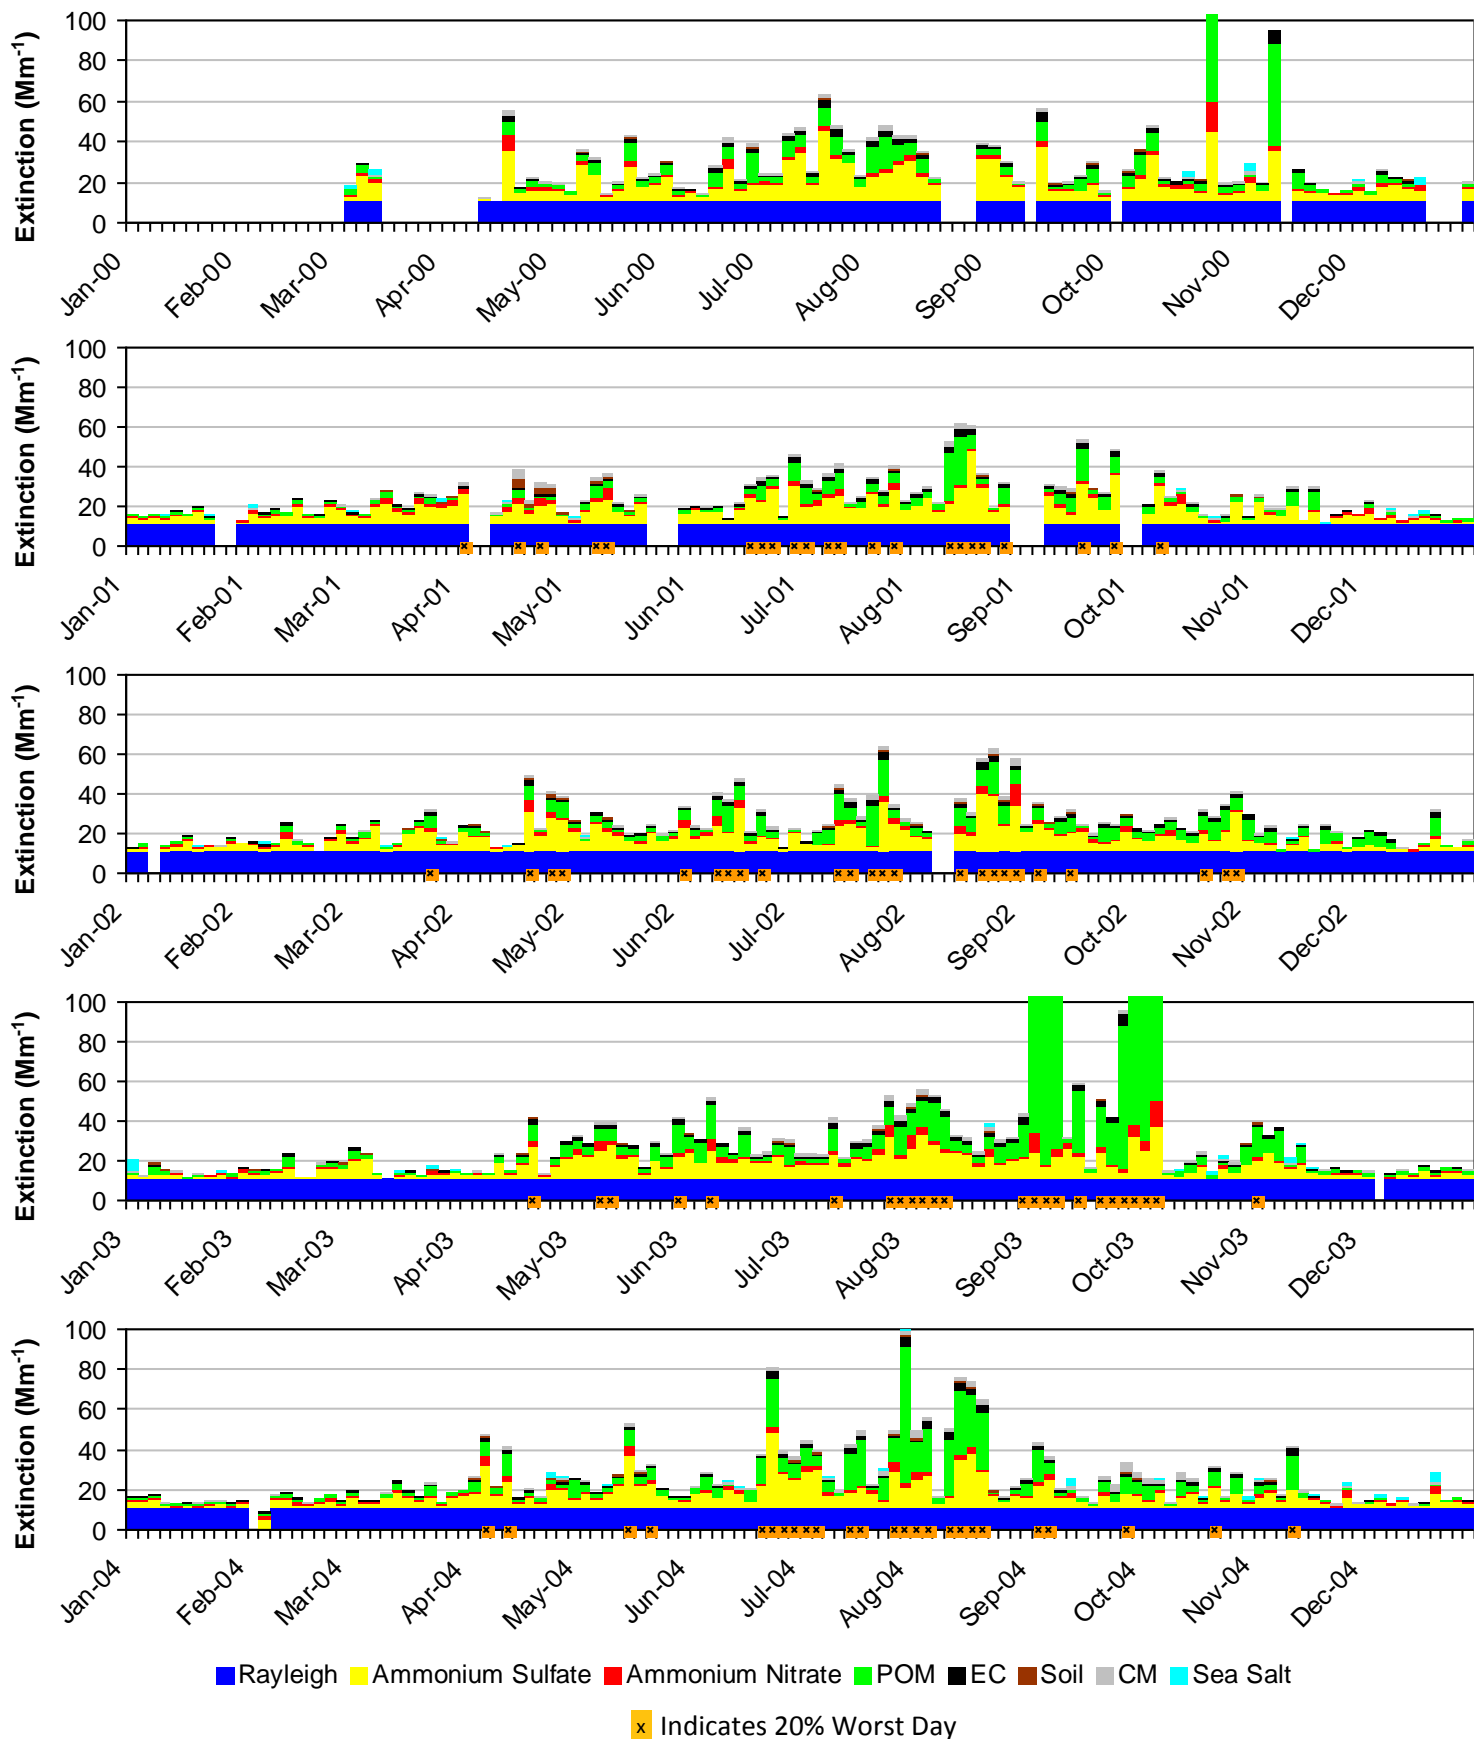 Extinction (Mm-1)
100
80
60
40
20
0
Jan-00 Feb-00 Mar-00 Apr-00 May-00 Jun-00 Jul-00 Aug-00 Sep-00 Oct-00 Nov-00 Dec-00
Extinction (Mm-1)
100
80
60
40
20
0
Jan-01 Feb-01 Mar-01 Apr-01 May-01 Jun-01 Jul-01 Aug-01 Sep-01 Oct-01 Nov-01 Dec-01
Extinction (Mm-1)
100
80
60
40
20
0
Jan-02 Feb-02 Mar-02 Apr-02 May-02 Jun-02 Jul-02 Aug-02 Sep-02 Oct-02 Nov-02 Dec-02
Extinction (Mm-1)
100
80
60
40
20
0
Jan-03 Feb-03 Mar-03 Apr-03 May-03 Jun-03 Jul-03 Aug-03 Sep-03 Oct-03 Nov-03 Dec-03
Extinction (Mm-1)
100
80
60
40
20
0
Jan-04 Feb-04 Mar-04 Apr-04 May-04 Jun-04 Jul-04 Aug-04 Sep-04 Oct-04 Nov-04 Dec-04
Rayleigh Ammonium Sulfate Ammonium Nitrate POM EC Soil CM Sea Salt
x Indicates 20% Worst Day